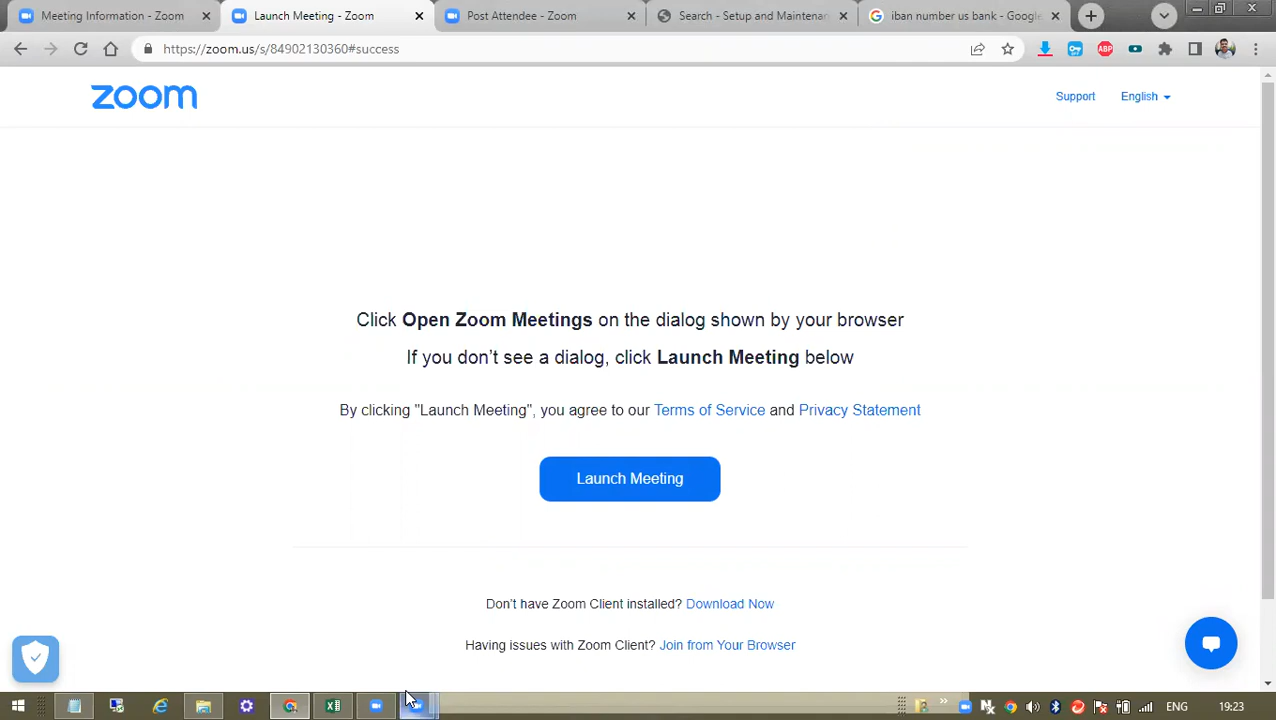 Meeting Information - Zoom
Launch Meeting - Zoom
Post Attendee - Zoom
Search - Setup and Maintenan
iban number us bank - Google
https://zoom.us/s/84902130360#success
ABP
zoom
Support
English
Click Open Zoom Meetings on the dialog shown by your browser
If you don't see a dialog, click Launch Meeting below
By clicking "Launch Meeting", you agree to our Terms of Service and Privacy Statement
Launch Meeting
Don't have Zoom Client installed? Download Now
Having issues with Zoom Client? Join from Your Browser
ENG
19:23